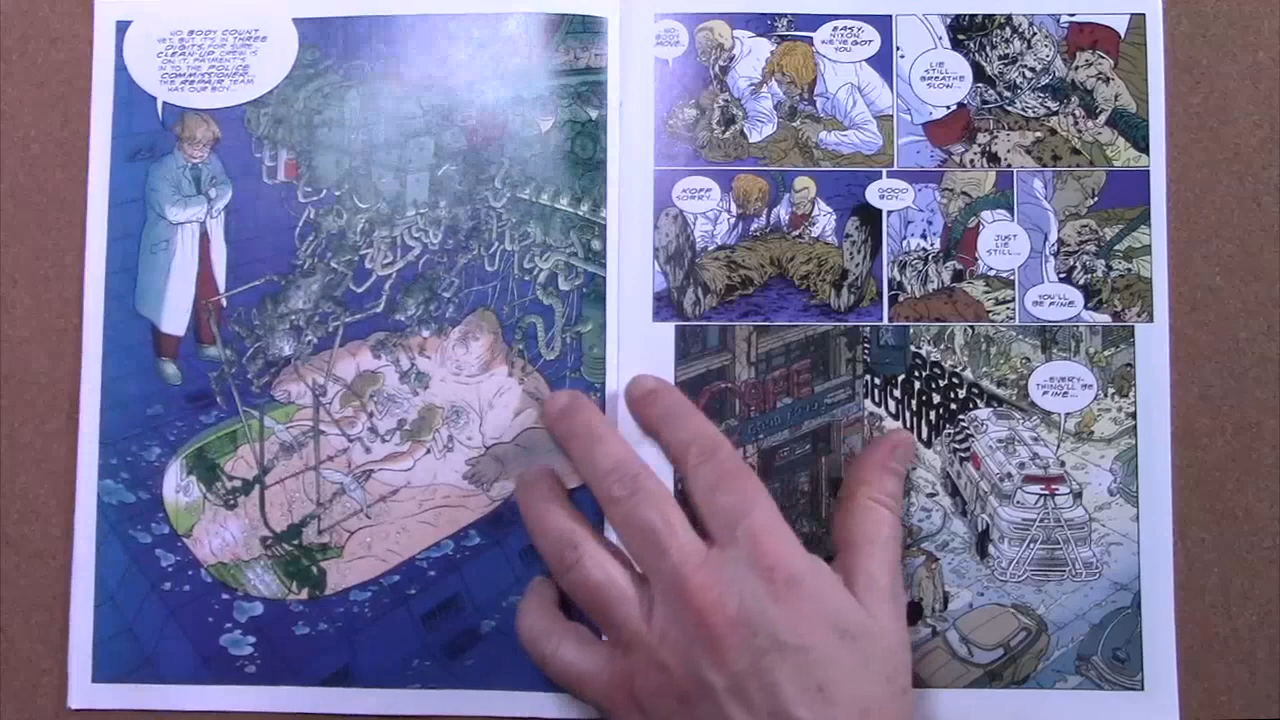 NO BODY COUNT
YET, BUT IT'S IN THREE
DIGITS, FOR SURE.
CLEAN-UP CREW IS
ON IT. PAYMENT'S
IN TO THE POLICE
COMMISSIONER...
THE REPAIR TEAM
HAS OUR BOY...
-NO-
BODY
MOVE...
EASY,
NIXON.
WE'VE GOT
YOU.
LIE
STILL...
BREATHE
SLOW...
KOFF
SORRY...
GOOD
BOY...
JUST
LIE
STILL...
YOU'LL
BE FINE.
CAFE
GOOD FOOD
-EVERY-
THING'LL BE
FINE...